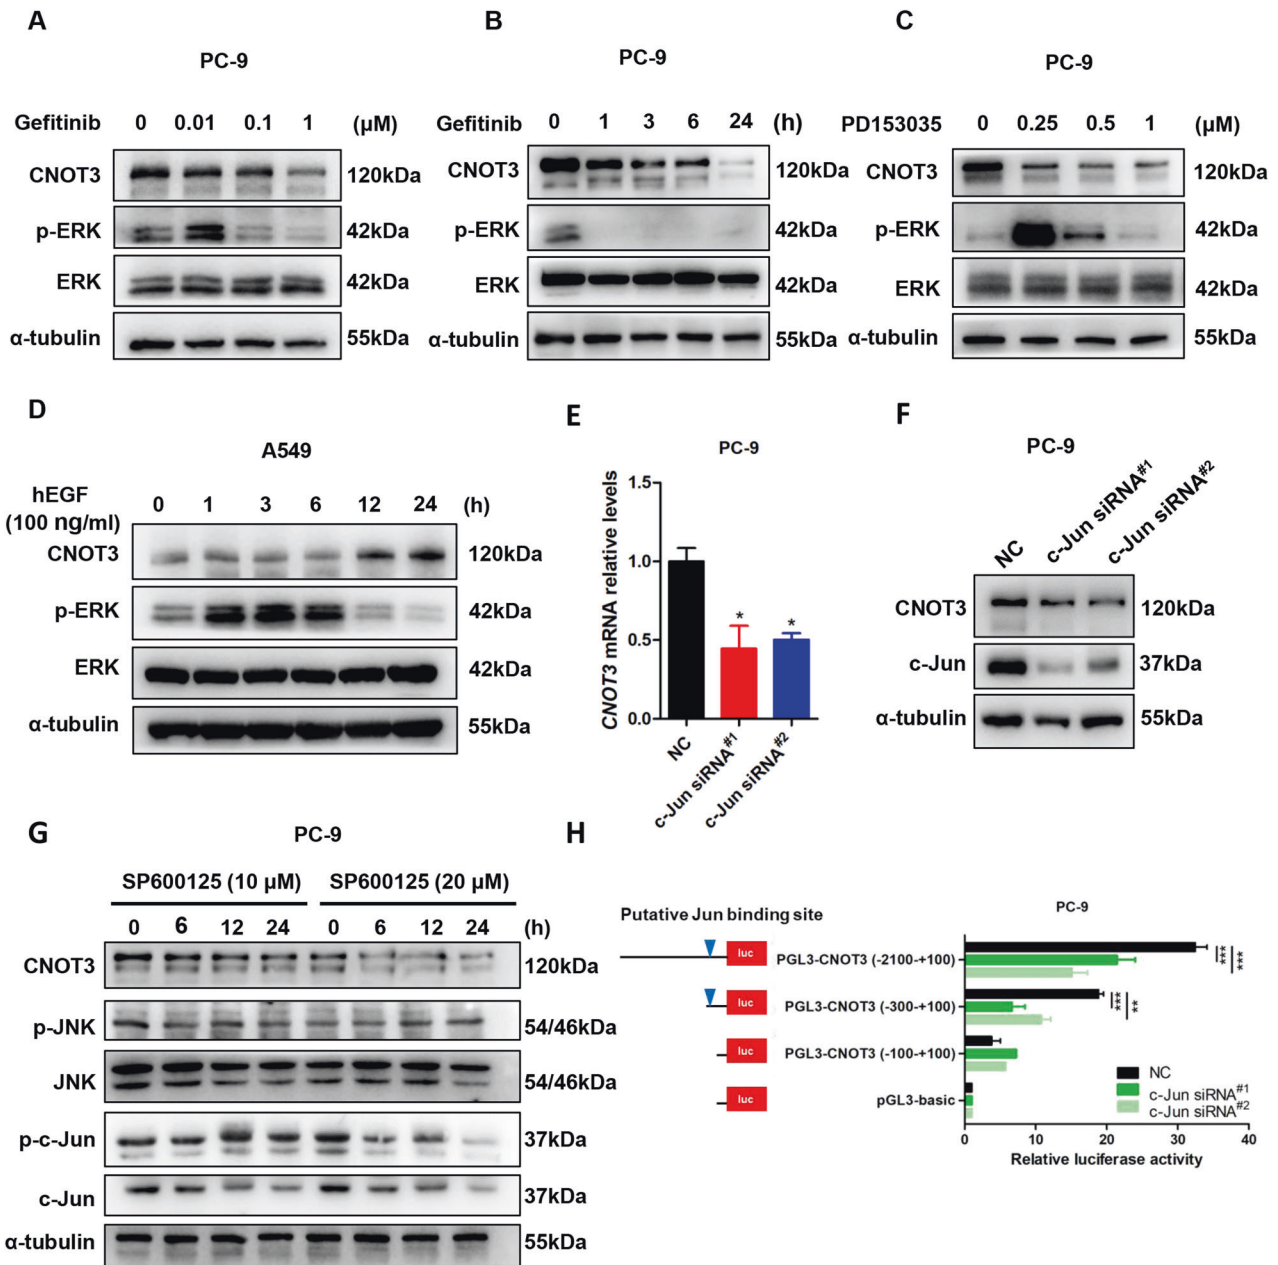 A
PC-9
Gefitinib 0 0.01 0.1 1 (μM)
CNOT3 120kDa
p-ERK 42kDa
ERK 42kDa
α-tubulin 55kDa
B
PC-9
Gefitinib 0 1 3 6 24 (h)
CNOT3 120kDa
p-ERK 42kDa
ERK 42kDa
α-tubulin 55kDa
C
PC-9
PD153035 0 0.25 0.5 1 (μM)
CNOT3 120kDa
p-ERK 42kDa
ERK 42kDa
α-tubulin 55kDa
D
A549
hEGF
(100 ng/ml)
0 1 3 6 12 24 (h)
CNOT3 120kDa
p-ERK 42kDa
ERK 42kDa
α-tubulin 55kDa
E
PC-9
CNOT3 mRNA relative levels
1.5
1.0
0.5
0.0
* *
NC
c-Jun siRNA#1
c-Jun siRNA#2
F
PC-9
NC
c-Jun siRNA#1
c-Jun siRNA#2
CNOT3 120kDa
c-Jun 37kDa
α-tubulin 55kDa
G
PC-9
SP600125 (10 μM) SP600125 (20 μM)
0 6 12 24 0 6 12 24 (h)
CNOT3 120kDa
p-JNK 54/46kDa
JNK 54/46kDa
p-c-Jun 37kDa
c-Jun 37kDa
α-tubulin 55kDa
H
Putative Jun binding site
PC-9
luc PGL3-CNOT3 (-2100-+100) *** ***
luc PGL3-CNOT3 (-300-+100) *** **
luc PGL3-CNOT3 (-100-+100)
luc pGL3-basic
NC
c-Jun siRNA#1
c-Jun siRNA#2
0 10 20 30 40
Relative luciferase activity